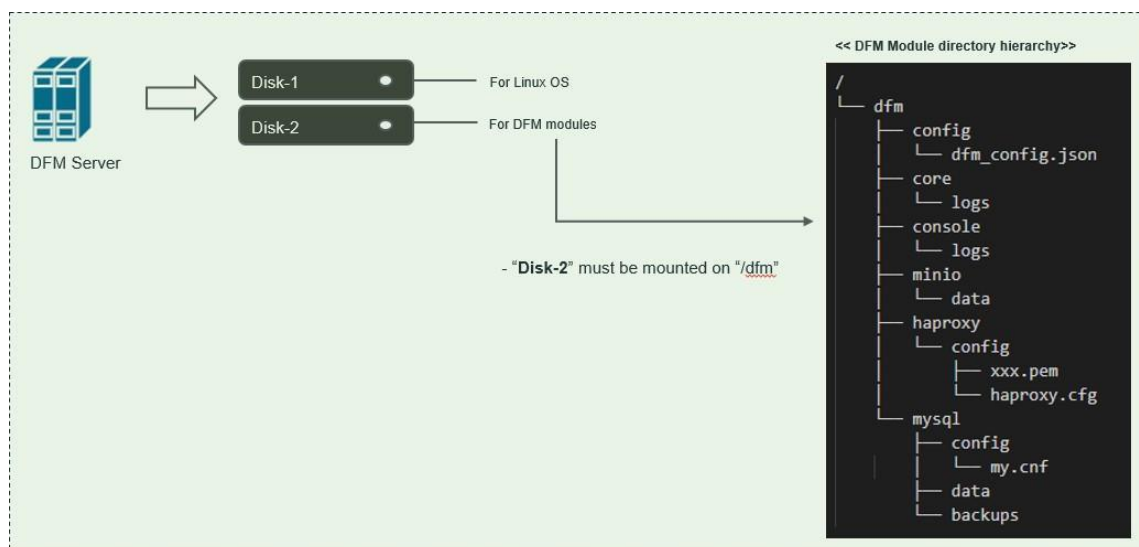 DFM Server
Disk-1
Disk-2
For Linux OS
For DFM modules
- “Disk-2” must be mounted on “/dfm”
<< DFM Module directory hierarchy>>
/
└── dfm
    ├── config
    │   └── dfm_config.json
    ├── core
    │   └── logs
    ├── console
    │   └── logs
    ├── minio
    │   └── data
    ├── haproxy
    │   └── config
    │       ├── xxx.pem
    │       └── haproxy.cfg
    └── mysql
        ├── config
        │   └── my.cnf
        ├── data
        └── backups